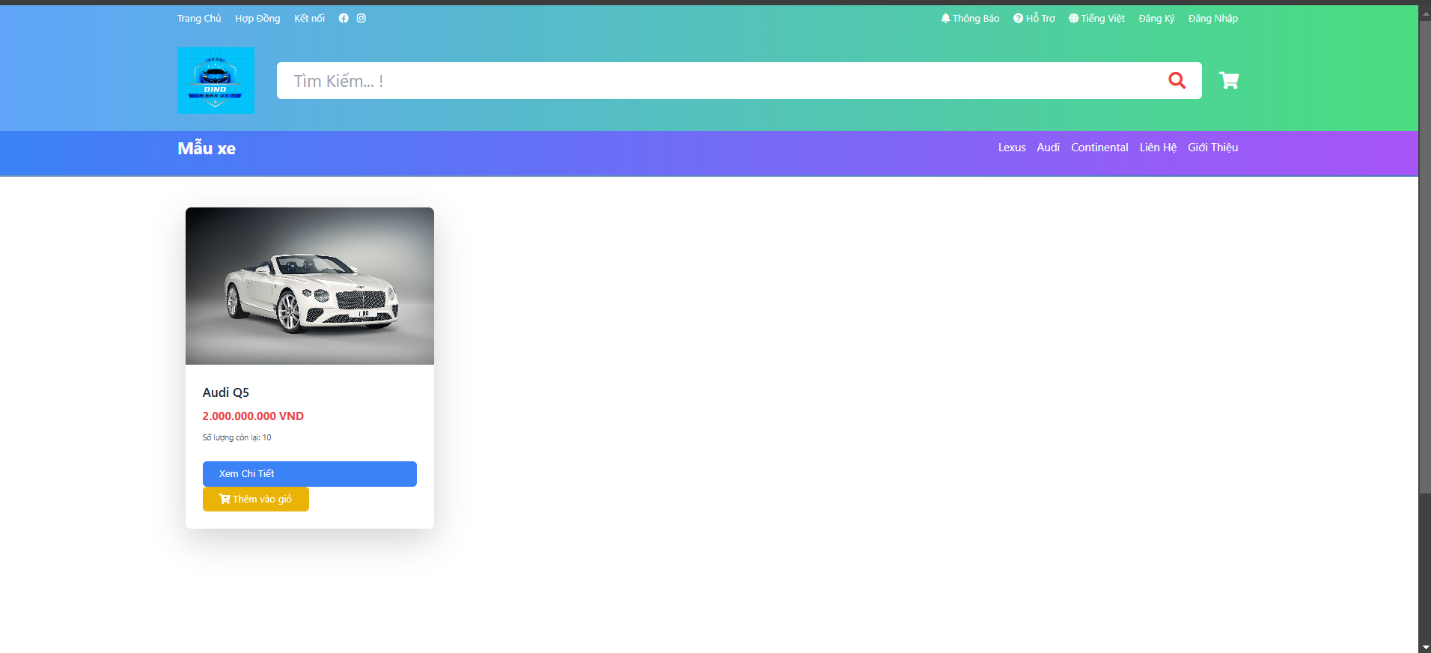 Trang Chủ Hợp Đồng Kết nối Thông Báo Hỗ Trợ Tiếng Việt Đăng Ký Đăng Nhập
DINO
Tìm Kiếm... !
Mẫu xe Lexus Audi Continental Liên Hệ Giới Thiệu
Audi Q5
2.000.000.000 VND
Số lượng còn lại: 10
Xem Chi Tiết
Thêm vào giỏ